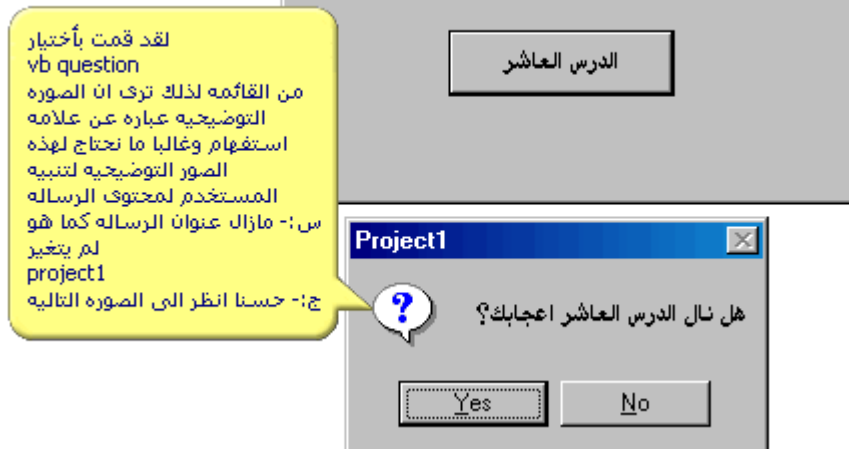 لقد قمت بأختيار
vb question
من القائمه لذلك ترى ان الصوره
التوضيحيه عباره عن علامه
استفهام وغالبا ما نحتاج لهذه
الصور التوضيحيه لتنبيه
المستخدم لمحتوى الرساله
س:- مازال عنوان الرساله كما هو
لم يتغير
project1
ج:- حسنا انظر الى الصوره التاليه
الدرس العاشر
Project1
?
هل نال الدرس العاشر اعجابك؟
Yes
No